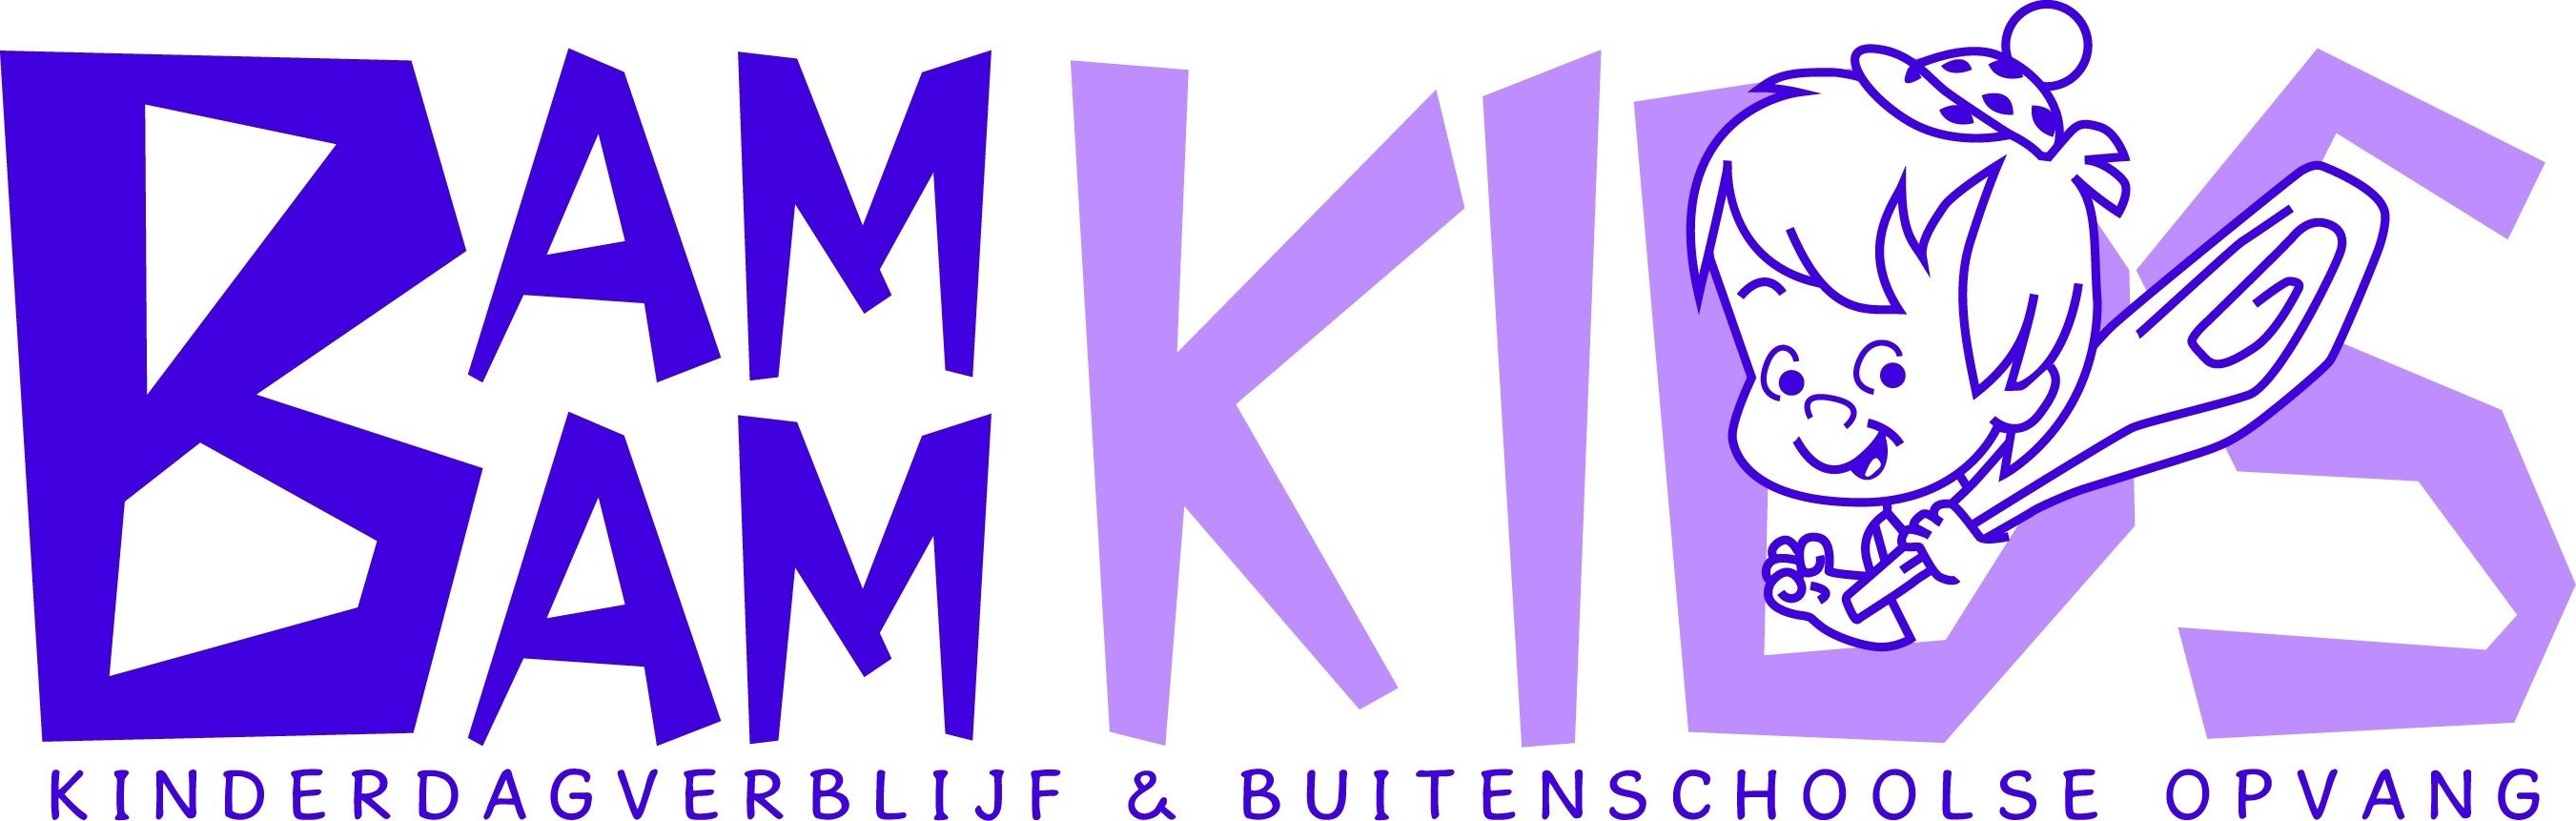 BAM BAM KIDS
KINDERDAGVERBLIJF & BUITENSCHOOLSE OPVANG